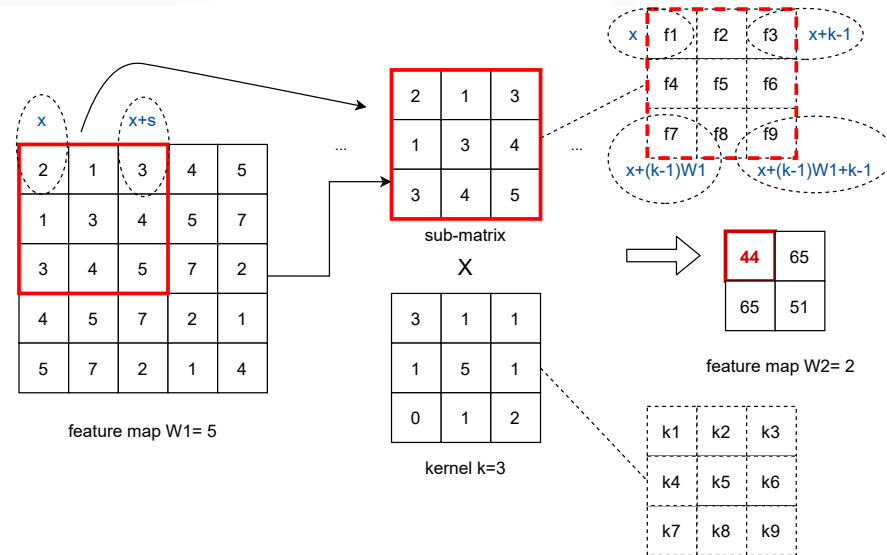 x f1 f2 f3 x+k-1
f4 f5 f6
f7 f8 f9
x+(k-1)W1 x+(k-1)W1+k-1
x x+s
2 1 3 4 5
1 3 4 5 7
3 4 5 7 2
4 5 7 2 1
5 7 2 1 4
feature map W1= 5
...
2 1 3
1 3 4
3 4 5
...
sub-matrix
X
3 1 1
1 5 1
0 1 2
kernel k=3
44 65
65 51
feature map W2= 2
k1 k2 k3
k4 k5 k6
k7 k8 k9